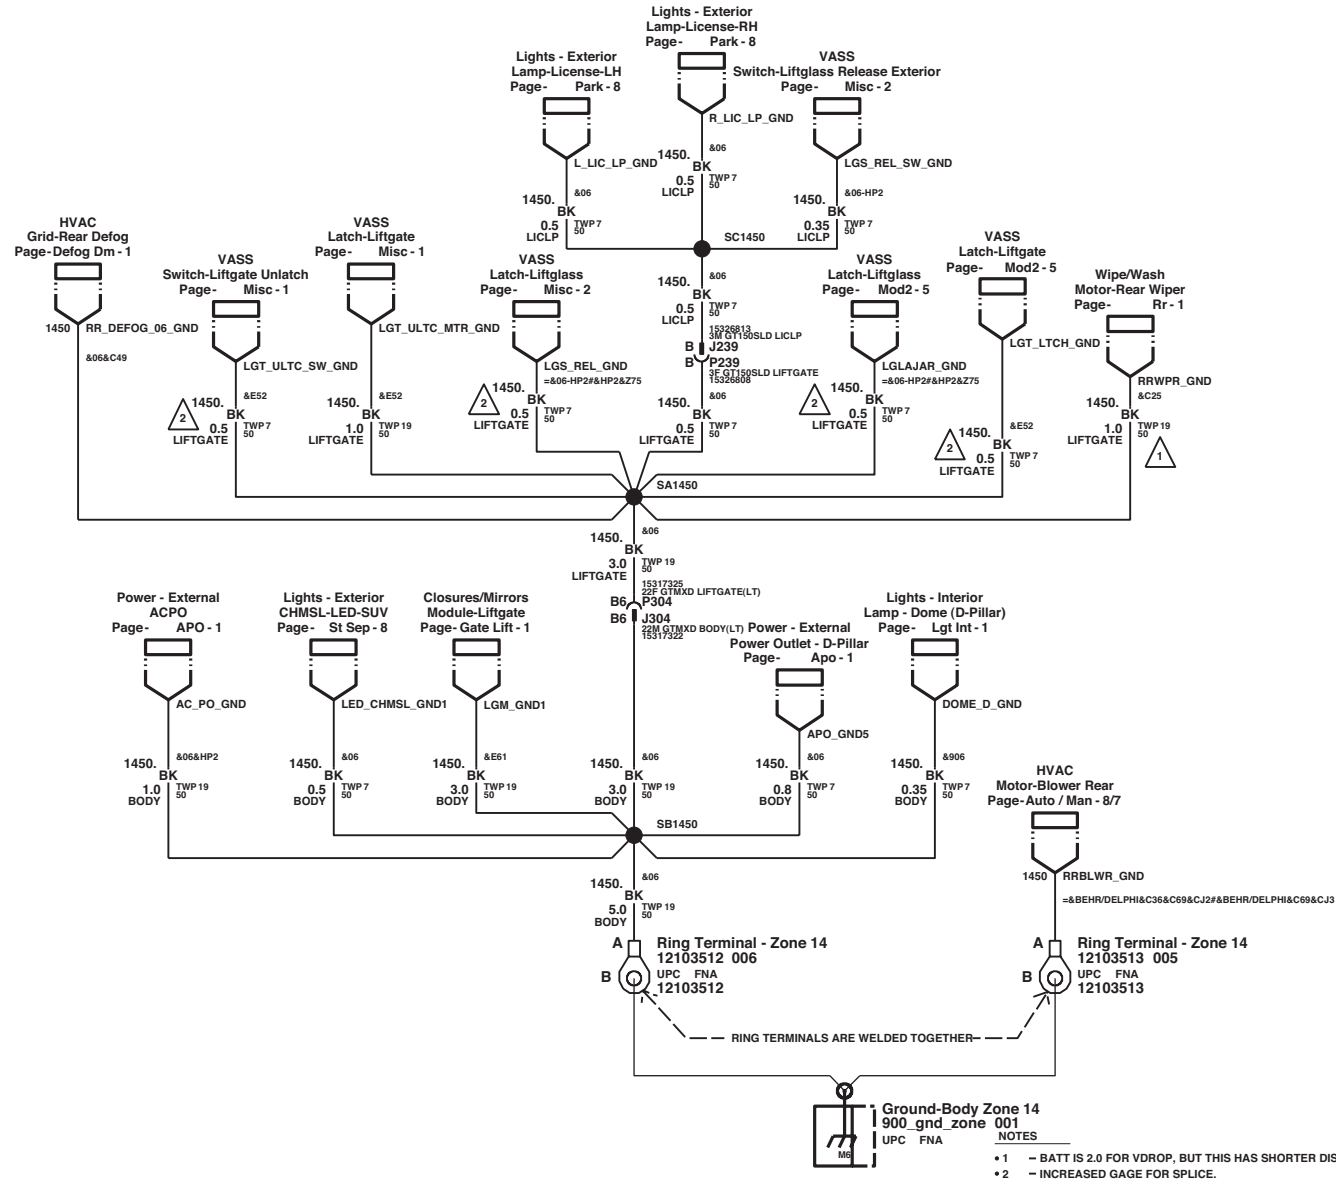 Lights - Exterior
Lamp-License-RH
Page- Park - 8
Lights - Exterior
Lamp-License-LH
Page- Park - 8
VASS
Switch-Liftglass Release Exterior
Page- Misc - 2
R_LIC_LP_GND
L_LIC_LP_GND
LGS_REL_SW_GND
1450.
BK
0.5
LICLP
&06
TWP 7
50
1450.
BK
0.5
LICLP
&06
TWP 7
50
1450.
BK
0.35
LICLP
&06-HP2
TWP 7
50
SC1450
HVAC
Grid-Rear Defog
Page-Defog Dm - 1
VASS
Switch-Liftgate Unlatch
Page- Misc - 1
VASS
Latch-Liftgate
Page- Misc - 1
VASS
Latch-Liftglass
Page- Misc - 2
1450.
BK
0.5
LICLP
&06
TWP 7
50
15326813
3M GT150SLD LICLP
B J239
B P239
3F GT150SLD LIFTGATE
15326808
VASS
Latch-Liftglass
Page- Mod2 - 5
VASS
Latch-Liftgate
Page- Mod2 - 5
Wipe/Wash
Motor-Rear Wiper
Page- Rr - 1
1450 RR_DEFOG_06_GND
&06&C49
LGT_ULTC_SW_GND
2
1450.
BK
0.5
LIFTGATE
&E52
TWP 7
50
LGT_ULTC_MTR_GND
1450.
BK
1.0
LIFTGATE
&E52
TWP 19
50
LGS_REL_GND
=&06-HP2#&HP2&Z75
2
1450.
BK
0.5
LIFTGATE
TWP 7
50
1450.
BK
0.5
LIFTGATE
&06
TWP 7
50
LGLAJAR_GND
=&06-HP2#&HP2&Z75
2
1450.
BK
0.5
LIFTGATE
TWP 7
50
LGT_LTCH_GND
2
1450.
BK
0.5
LIFTGATE
&E52
TWP 7
50
RRWPR_GND
1450.
BK
1.0
LIFTGATE
&C25
TWP 19
50
1
SA1450
1450.
BK
3.0
LIFTGATE
&06
TWP 19
50
15317325
22F GTMXD LIFTGATE(LT)
B6 P304
B6 J304
22M GTMXD BODY(LT)
15317322
Power - External
ACPO
Page- APO - 1
Lights - Exterior
CHMSL-LED-SUV
Page- St Sep - 8
Closures/Mirrors
Module-Liftgate
Page- Gate Lift - 1
Power - External
Power Outlet - D-Pillar
Page- Apo - 1
Lights - Interior
Lamp - Dome (D-Pillar)
Page- Lgt Int - 1
AC_PO_GND
LED_CHMSL_GND1
LGM_GND1
APO_GND5
DOME_D_GND
1450.
BK
1.0
BODY
&06&HP2
TWP 19
50
1450.
BK
0.5
BODY
&06
TWP 7
50
1450.
BK
3.0
BODY
&E61
TWP 19
50
1450.
BK
3.0
BODY
&06
TWP 19
50
1450.
BK
0.8
BODY
&06
TWP 7
50
1450.
BK
0.35
BODY
&906
TWP 7
50
SB1450
HVAC
Motor-Blower Rear
Page-Auto / Man - 8/7
1450 RRBLWR_GND
=&BEHR/DELPHI&C36&C69&CJ2#&BEHR/DELPHI&C69&CJ3
1450.
BK
5.0
BODY
&06
TWP 19
50
A
B
Ring Terminal - Zone 14
12103512 006
UPC FNA
12103512
A
B
Ring Terminal - Zone 14
12103513 005
UPC FNA
12103513
RING TERMINALS ARE WELDED TOGETHER
Ground-Body Zone 14
900_gnd_zone 001
UPC FNA
M6
NOTES
• 1 – BATT IS 2.0 FOR VDROP, BUT THIS HAS SHORTER DIS
• 2 – INCREASED GAGE FOR SPLICE.